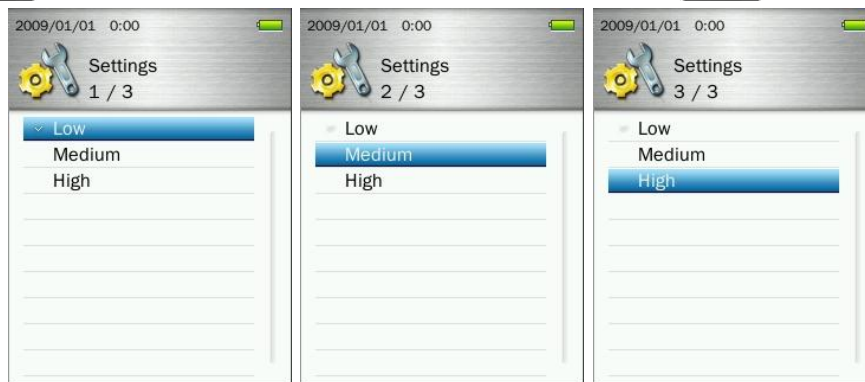 2009/01/01 0:00
Settings
1 / 3
Low
Medium
High
2009/01/01 0:00
Settings
2 / 3
Low
Medium
High
2009/01/01 0:00
Settings
3 / 3
Low
Medium
High